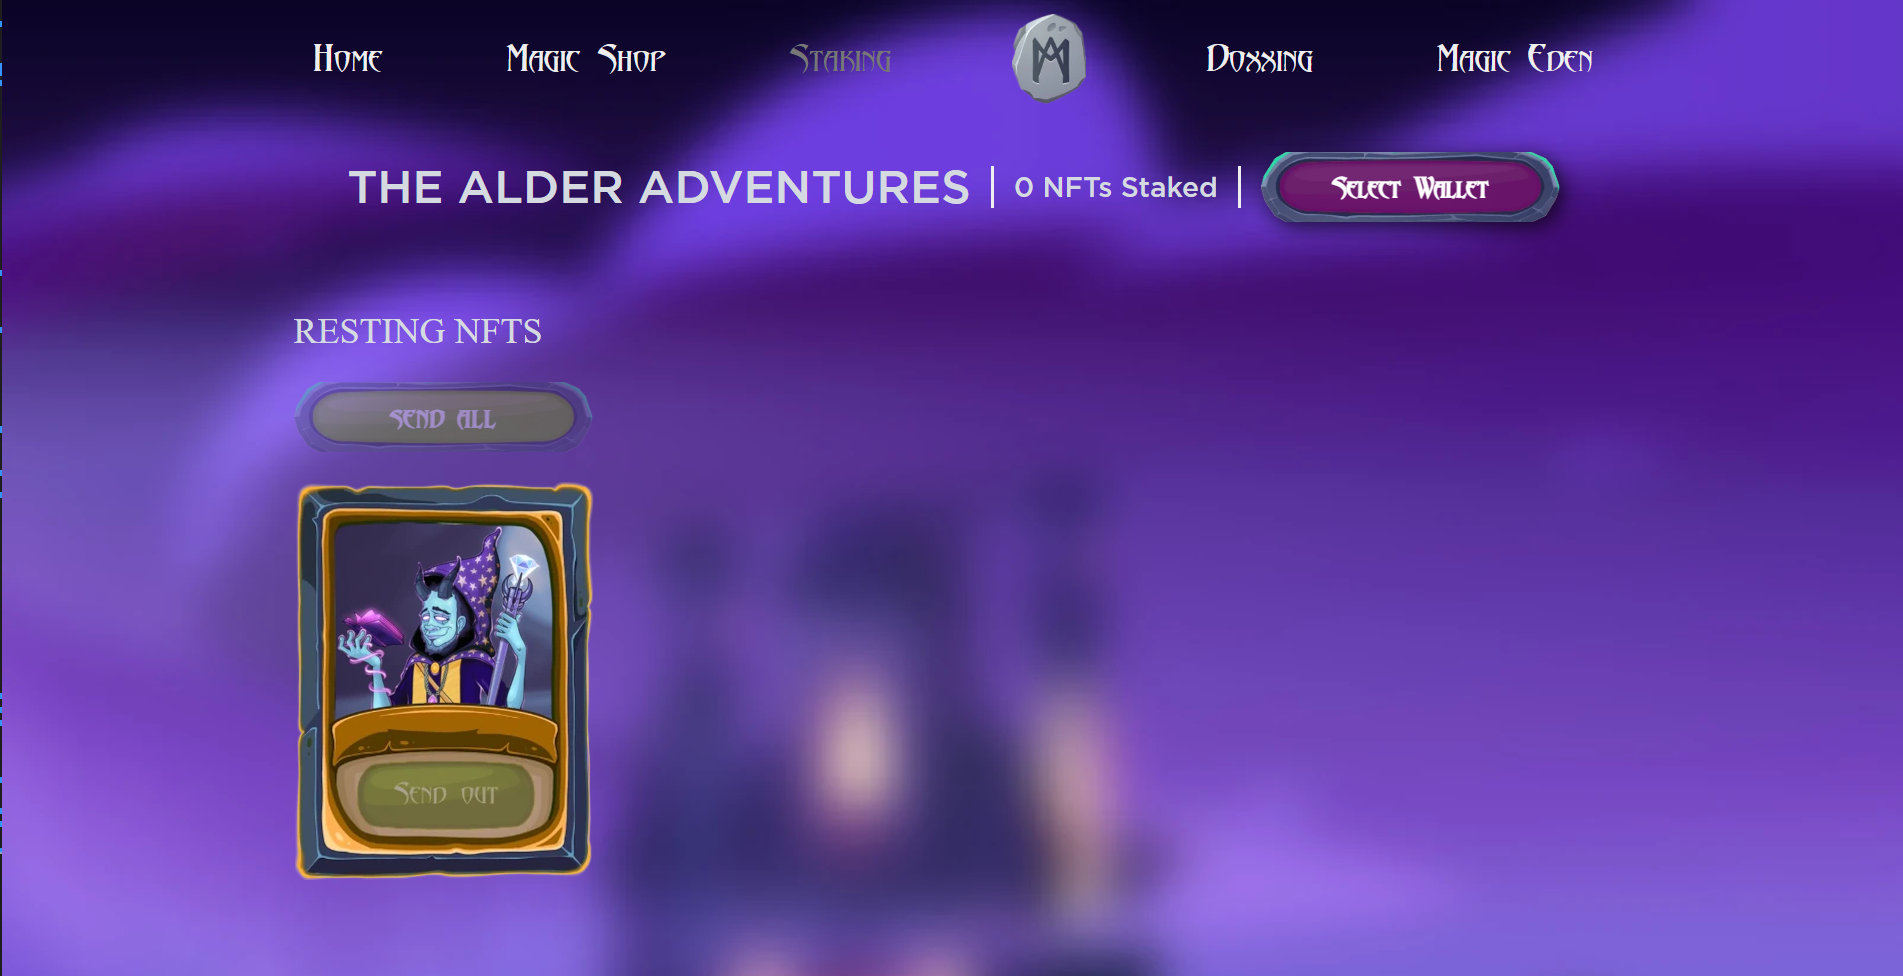 Home Magic Shop Staking Doxxing Magic Eden
THE ALDER ADVENTURES 0 NFTs Staked Select Wallet
RESTING NFTS
SEND ALL
Send out